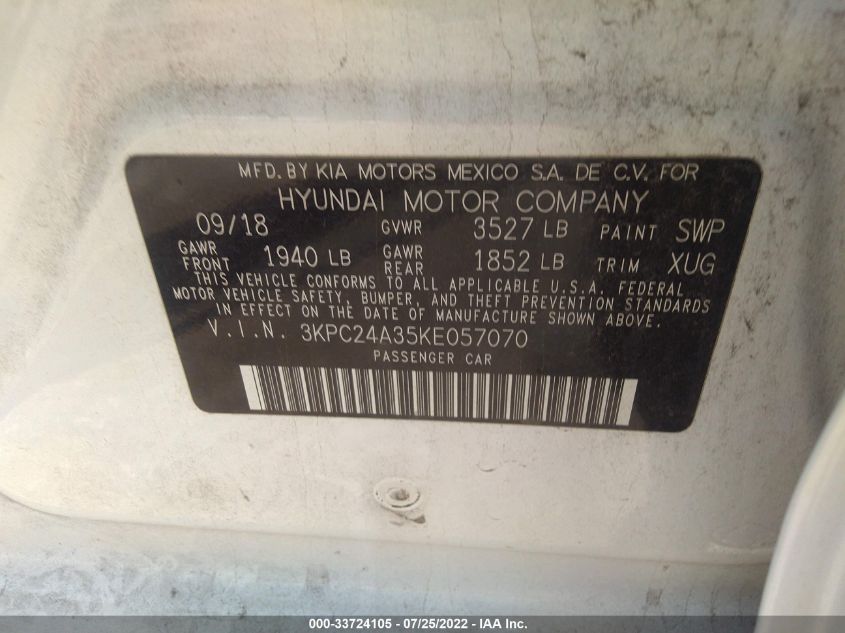 MFD. BY KIA MOTORS MEXICO S.A. DE C.V. FOR
HYUNDAI MOTOR COMPANY
09/18 GVWR 3527 LB PAINT SWP
GAWR FRONT 1940 LB GAWR REAR 1852 LB TRIM XUG
THIS VEHICLE CONFORMS TO ALL APPLICABLE U.S.A. FEDERAL
MOTOR VEHICLE SAFETY, BUMPER, AND THEFT PREVENTION STANDARDS
IN EFFECT ON THE DATE OF MANUFACTURE SHOWN ABOVE.
V.I.N. 3KPC24A35KE057070
PASSENGER CAR
000-33724105 - 07/25/2022 - IAA Inc.